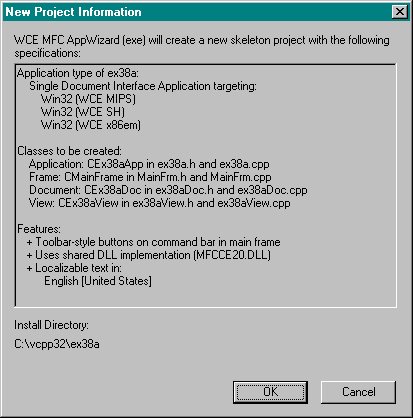 New Project Information
WCE MFC AppWizard (exe) will create a new skeleton project with the following
specifications:
Application type of ex38a:
Single Document Interface Application targeting:
Win32 (WCE MIPS)
Win32 (WCE SH)
Win32 (WCE x86em)
Classes to be created:
Application: CEx38aApp in ex38a.h and ex38a.cpp
Frame: CMainFrame in MainFrm.h and MainFrm.cpp
Document: CEx38aDoc in ex38aDoc.h and ex38aDoc.cpp
View: CEx38aView in ex38aView.h and ex38aView.cpp
Features:
+ Toolbar-style buttons on command bar in main frame
+ Uses shared DLL implementation (MFCCE20.DLL)
+ Localizable text in:
English [United States]
Install Directory:
C:\vcpp32\ex38a
OK Cancel